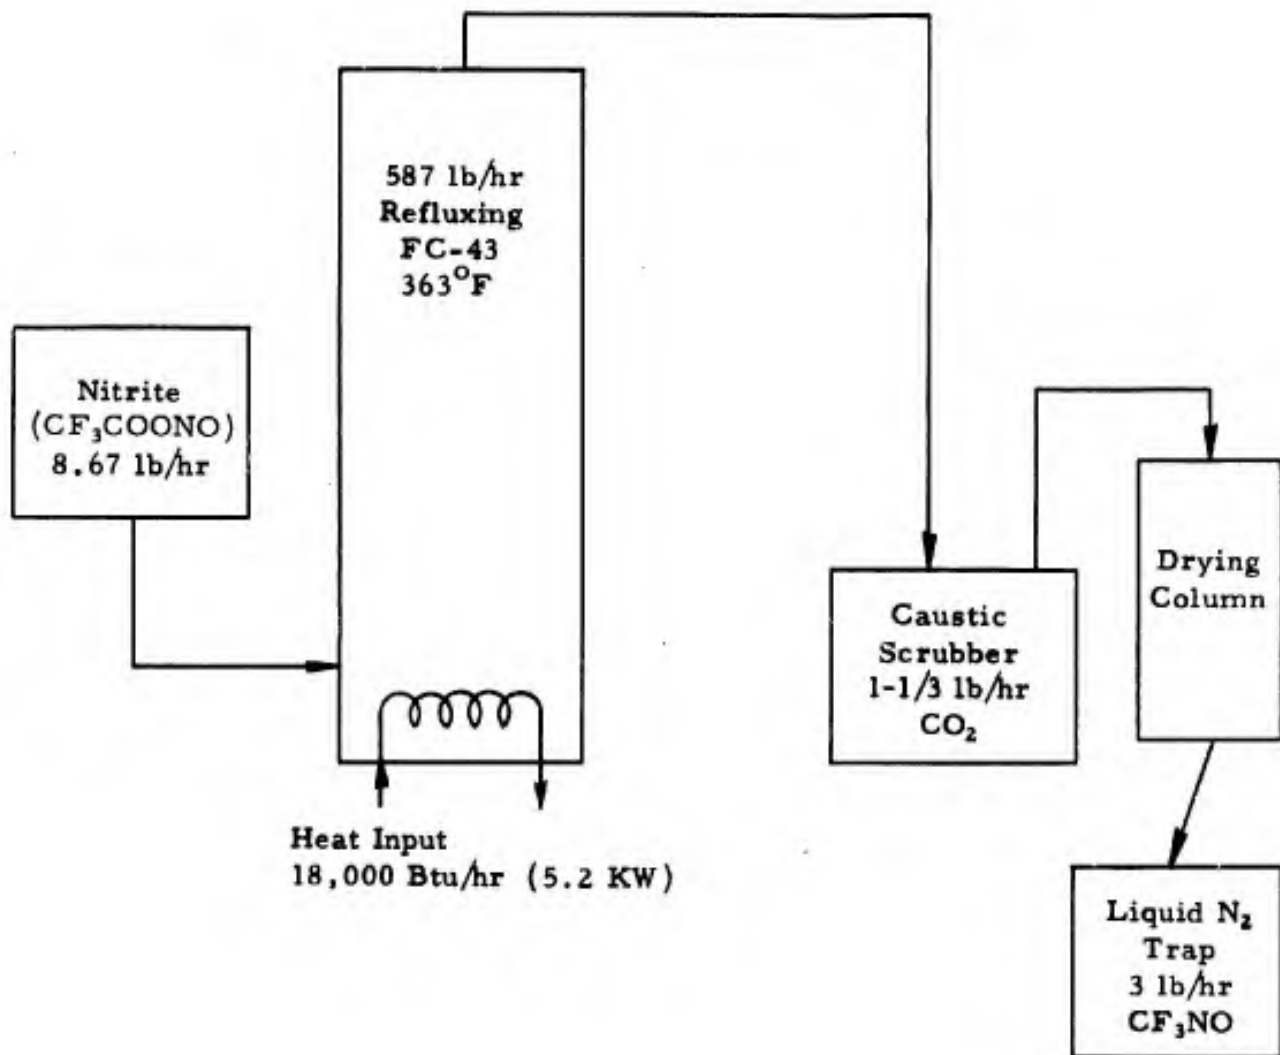 587 lb/hr
Refluxing
FC-43
363°F
Nitrite
(CF₃COONO)
8.67 lb/hr
Drying
Column
Caustic
Scrubber
1-1/3 lb/hr
CO₂
Heat Input
18,000 Btu/hr (5.2 KW)
Liquid N₂
Trap
3 lb/hr
CF₃NO